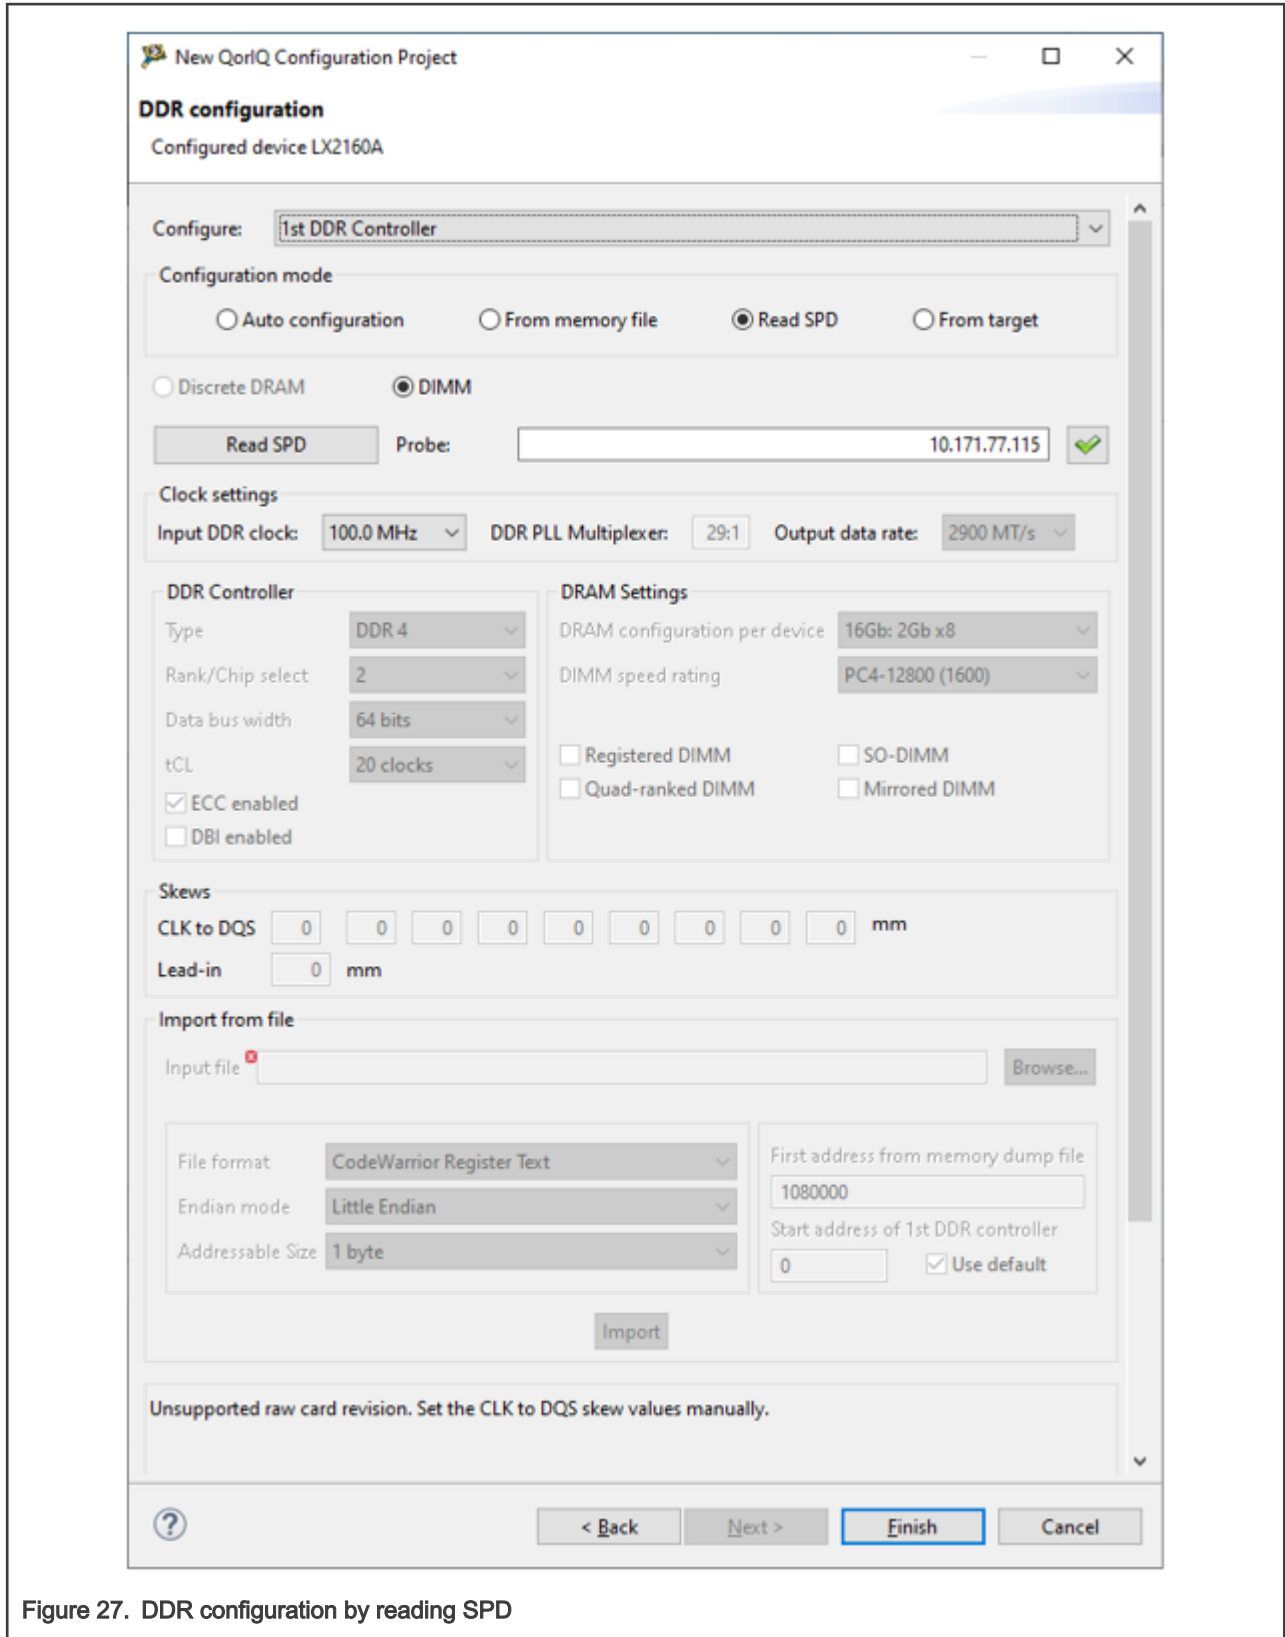 New QorIQ Configuration Project
DDR configuration
Configured device LX2160A
Configure: 1st DDR Controller
Configuration mode
Auto configuration From memory file Read SPD From target
Discrete DRAM DIMM
Read SPD Probe: 10.171.77.115
Clock settings
Input DDR clock: 100.0 MHz DDR PLL Multiplexer: 29:1 Output data rate: 2900 MT/s
DDR Controller DRAM Settings
Type DDR 4 DRAM configuration per device 16Gb: 2Gb x8
Rank/Chip select 2 DIMM speed rating PC4-12800 (1600)
Data bus width 64 bits
tCL 20 clocks Registered DIMM SO-DIMM
ECC enabled Quad-ranked DIMM Mirrored DIMM
DBI enabled
Skews
CLK to DQS 0 0 0 0 0 0 0 0 0 mm
Lead-in 0 mm
Import from file
Input file Browse...
File format CodeWarrior Register Text First address from memory dump file
Endian mode Little Endian 1080000
Addressable Size 1 byte Start address of 1st DDR controller
0 Use default
Import
Unsupported raw card revision. Set the CLK to DQS skew values manually.
? < Back Next > Finish Cancel
Figure 27. DDR configuration by reading SPD